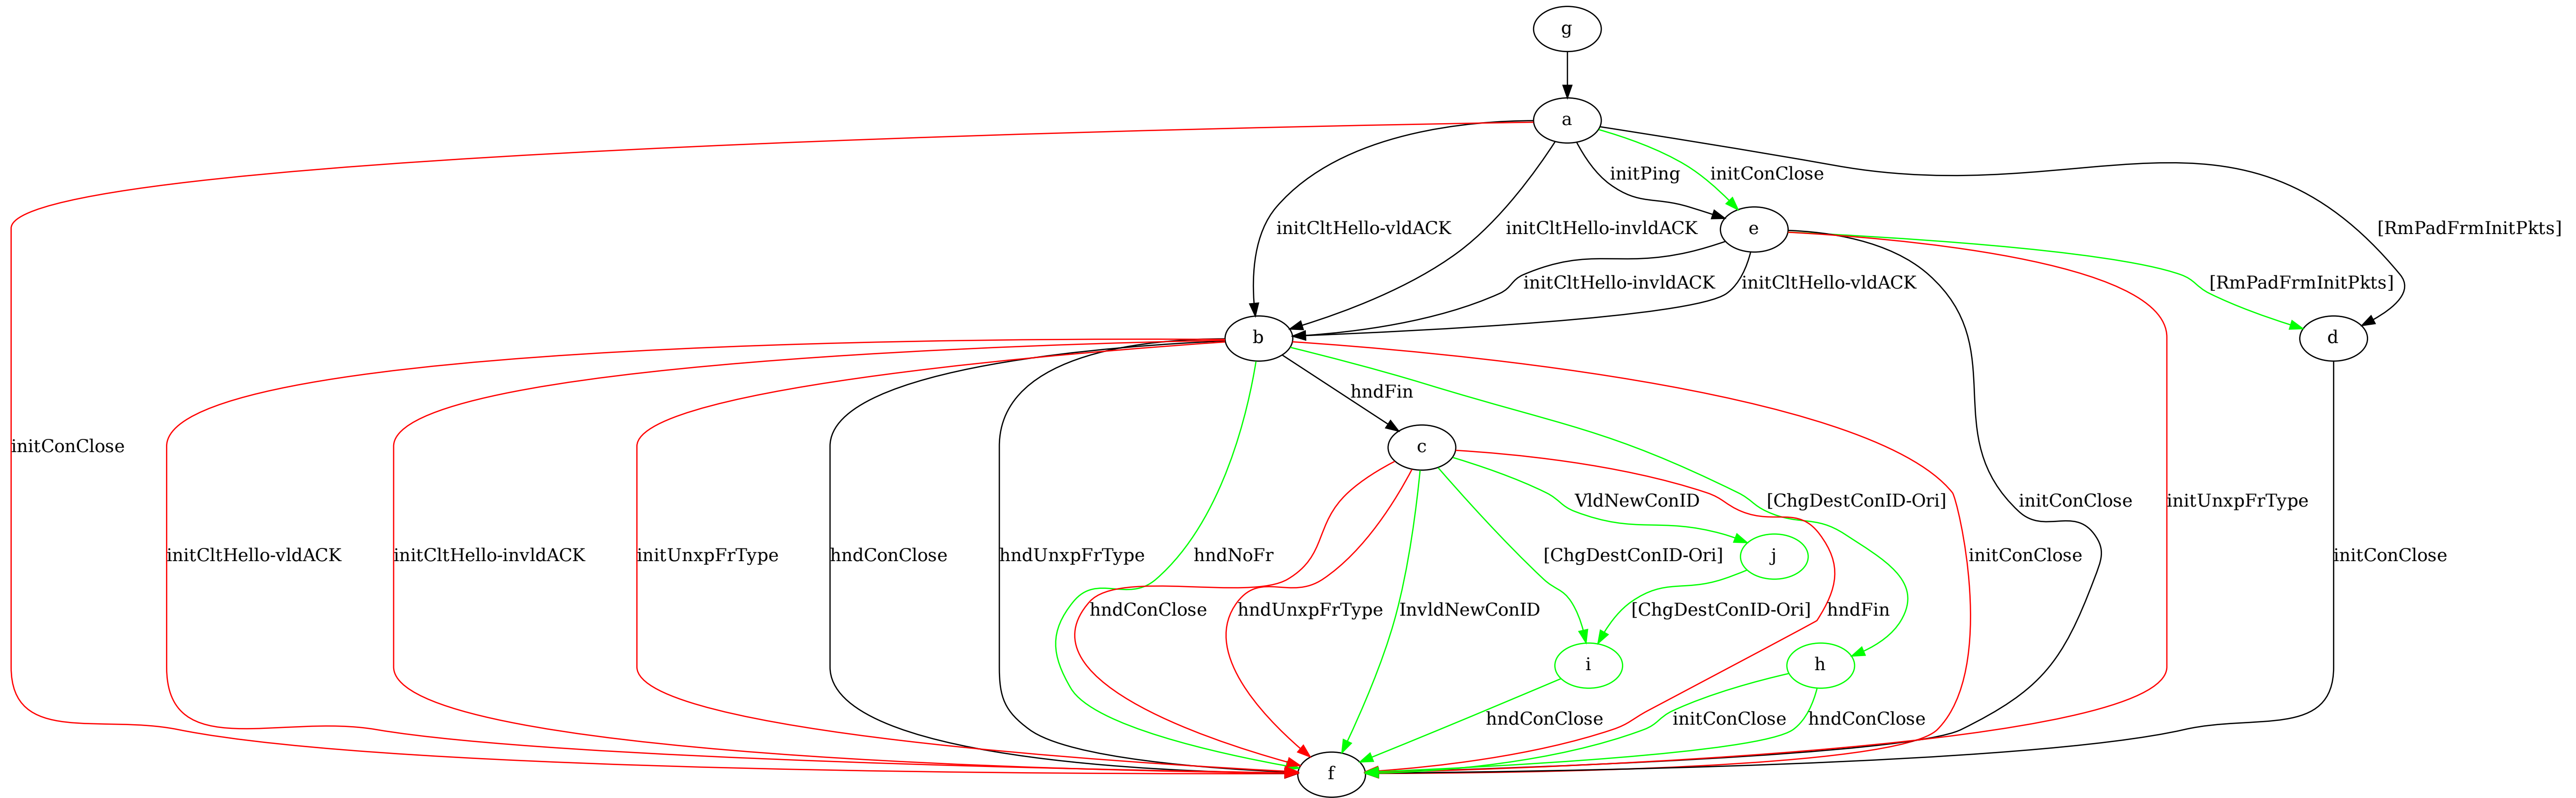 g
a
initPing
initConClose
initCltHello-vldACK
initCltHello-invldACK
e
[RmPadFrmInitPkts]
initCltHello-invldACK
initCltHello-vldACK
[RmPadFrmInitPkts]
b
d
hndFin
initConClose
c
VldNewConID
[ChgDestConID-Ori]
initConClose
initUnxpFrType
initCltHello-vldACK
initCltHello-invldACK
initUnxpFrType
hndConClose
hndUnxpFrType
hndNoFr
[ChgDestConID-Ori]
j
initConClose
initConClose
hndConClose
hndUnxpFrType
InvldNewConID
[ChgDestConID-Ori]
hndFin
i
h
hndConClose
initConClose
hndConClose
f